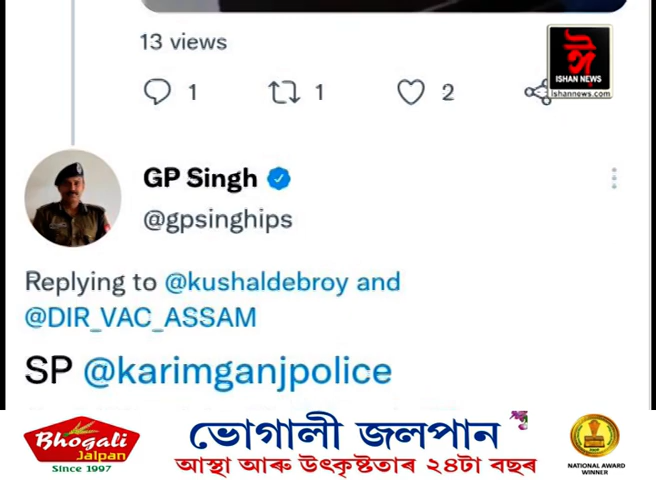 13 views
1 1 2
ঈ
ISHAN NEWS
Ishannews.com
GP Singh
@gpsinghips
Replying to @kushaldebroy and
@DIR_VAC_ASSAM
SP @karimganjpolice
Bhogali
Jalpan
Since 1997
ভোগালী জলপান
আস্থা আৰু উৎকৃষ্টতাৰ ২৪টা বছৰ
NATIONAL AWARD
WINNER